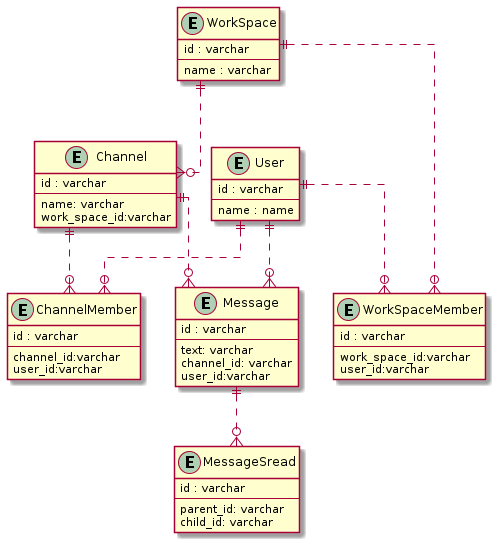 E WorkSpace
id : varchar
name : varchar
E Channel
id : varchar
name: varchar
work_space_id:varchar
E User
id : varchar
name : name
E ChannelMember
id : varchar
channel_id:varchar
user_id:varchar
E Message
id : varchar
text: varchar
channel_id: varchar
user_id:varchar
E WorkSpaceMember
id : varchar
work_space_id:varchar
user_id:varchar
E MessageSread
id : varchar
parent_id: varchar
child_id: varchar